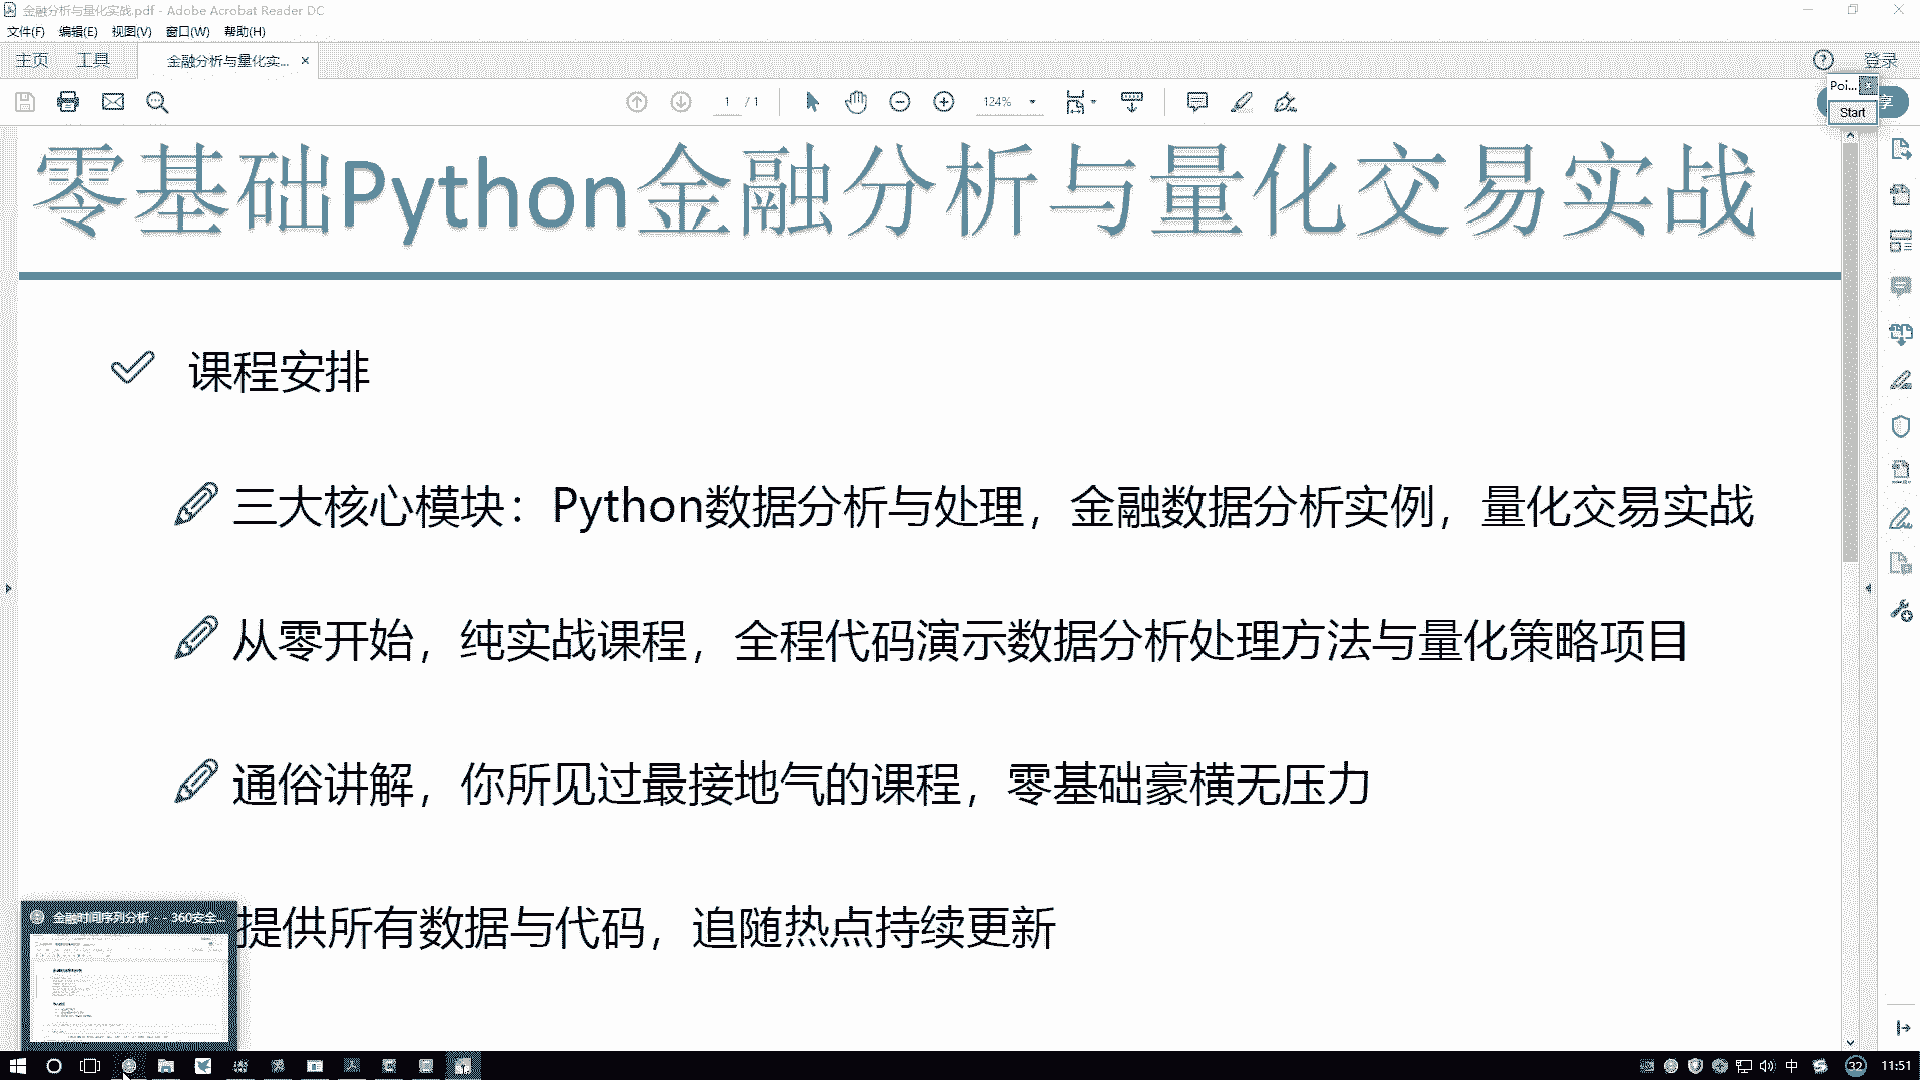 金融分析与量化实战.pdf - Adobe Acrobat Reader DC
文件(F) 编辑(E) 视图(V) 窗口(W) 帮助(H)
主页 工具 金融分析与量化实... × 登录
1 / 1 124%
Poi... x
享
Start
零基础Python金融分析与量化交易实战
课程安排
三大核心模块：Python数据分析与处理，金融数据分析实例，量化交易实战
从零开始，纯实战课程，全程代码演示数据分析处理方法与量化策略项目
通俗讲解，你所见过最接地气的课程，零基础豪横无压力
提供所有数据与代码，追随热点持续更新
金融时间序列分析 - - 360安全...
中 32 11:51